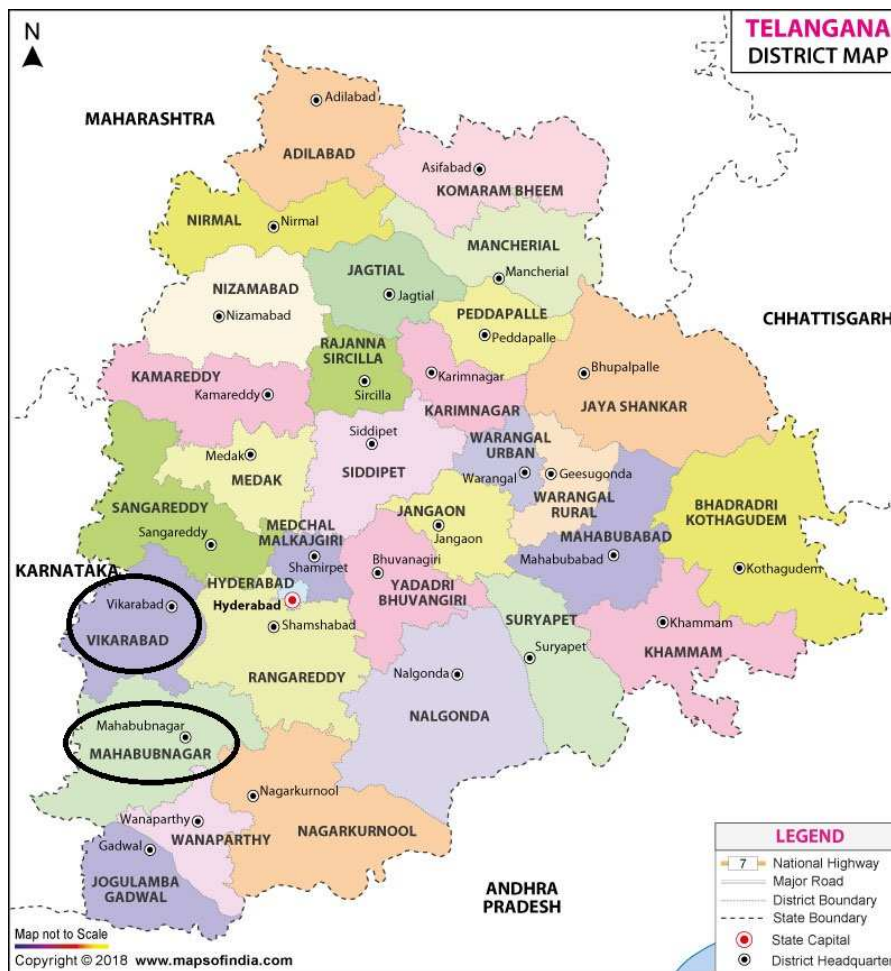 TELANGANA
DISTRICT MAP
N
MAHARASHTRA
Adilabad
ADILABAD
Asifabad
KOMARAM BHEEM
NIRMAL
Nirmal
MANCHERIAL
Mancherial
JAGTIAL
Jagtial
NIZAMABAD
Nizamabad
PEDDAPALLE
Peddapalle
CHHATTISGARH
RAJANNA
SIRCILLA
Sircilla
KAMAREDDY
Kamareddy
Karimnagar
KARIMNAGAR
Bhupalpalle
JAYA SHANKAR
Siddipet
SIDDIPET
Medak
MEDAK
WARANGAL
URBAN
Warangal
Geesugonda
WARANGAL
RURAL
SANGAREDDY
Sangareddy
MEDCHAL
MALKAJGIRI
Shamirpet
JANGAON
Jangaon
MAHABUBABAD
Mahabubabad
BHADRADRI
KOTHAGUDEM
Kothagudem
KARNATAKA
HYDERABAD
Hyderabad
Bhuvanagiri
YADADRI
BHUVANGIRI
Vikarabad
VIKARABAD
Shamshabad
RANGAREDDY
SURYAPET
Suryapet
Khammam
KHAMMAM
Nalgonda
NALGONDA
Mahabubnagar
MAHABUBNAGAR
Nagarkurnool
NAGARKURNOOL
Wanaparthy
WANAPARTHY
Gadwal
JOGULAMBA
GADWAL
ANDHRA
PRADESH
LEGEND
7 National Highway
Major Road
District Boundary
State Boundary
State Capital
District Headquarter
Map not to Scale
Copyright © 2018 www.mapsofindia.com